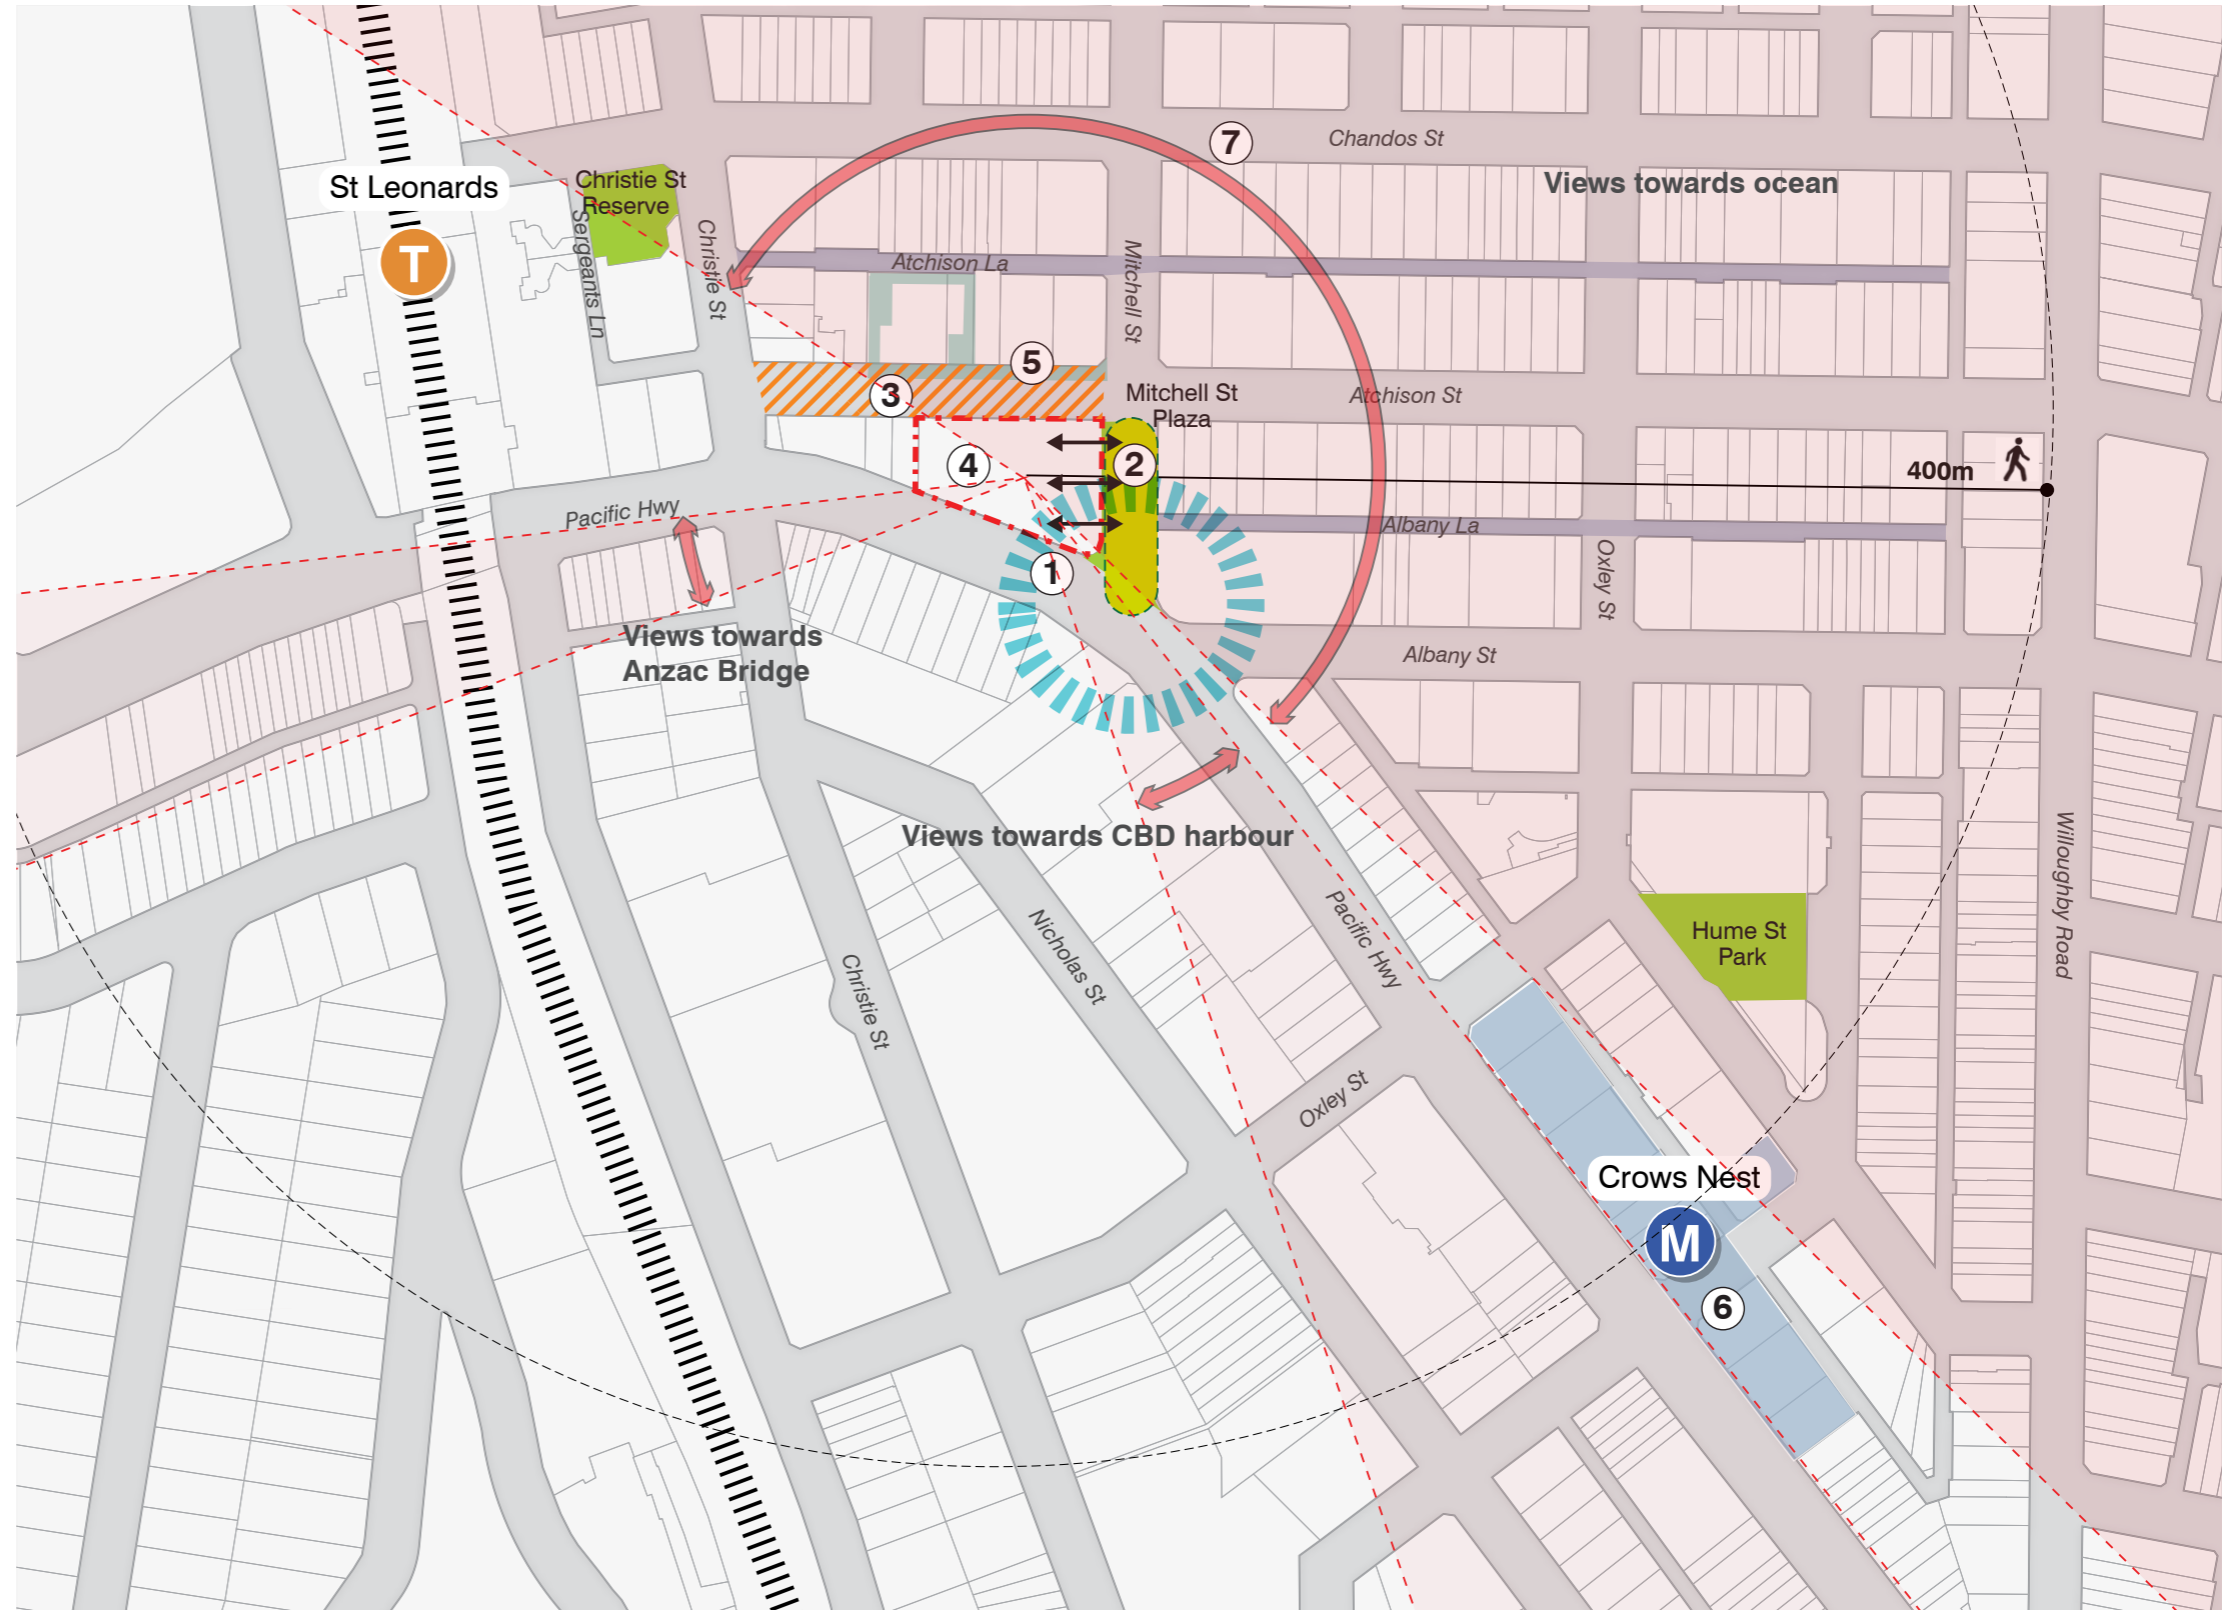 7
Chandos St
St Leonards
Christie St
Reserve
Views towards ocean
T
Sergeants Ln
Christie St
Atchison La
Mitchell St
5
3
Mitchell St
Plaza
Atchison St
4
2
400m
Pacific Hwy
Albany La
Oxley St
1
Views towards
Anzac Bridge
Albany St
Views towards CBD harbour
Willoughby Road
Pacific Hwy
Nicholas St
Christie St
Hume St
Park
Oxley St
Crows Nest
M
6